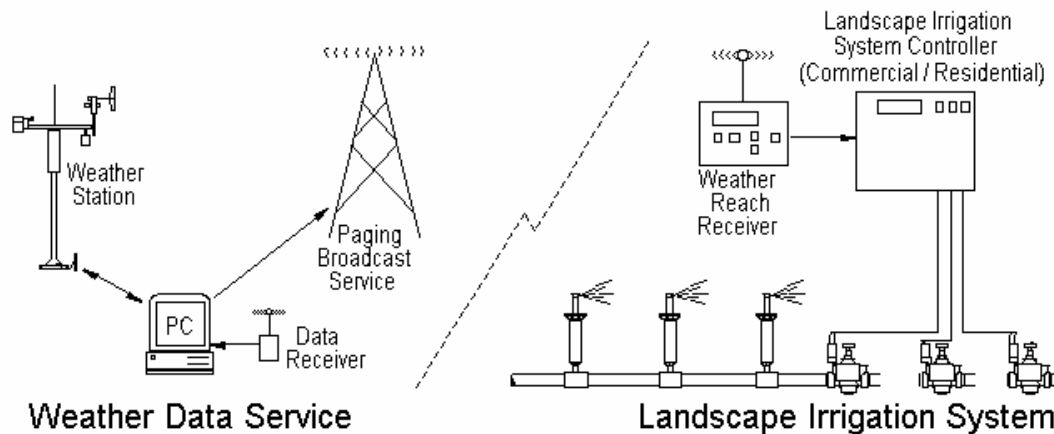 Weather
Station
Paging
Broadcast
Service
PC
Data
Receiver
Weather Data Service
Landscape Irrigation
System Controller
(Commercial / Residential)
Weather
Reach
Receiver
Landscape Irrigation System